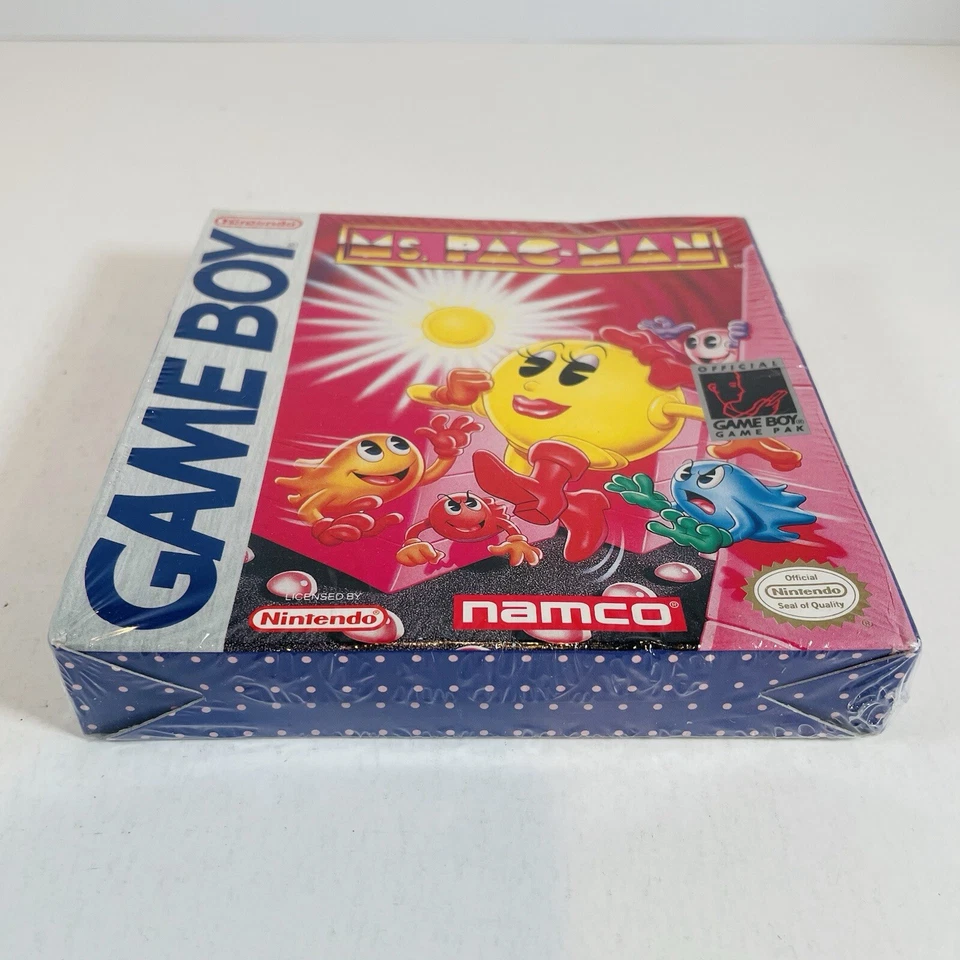 Nintendo
GAME BOY
Ms. PAC-MAN
OFFICIAL
GAME BOY®
GAME PAK
LICENSED BY
Nintendo®
namco®
Official
Nintendo
Seal of Quality
®